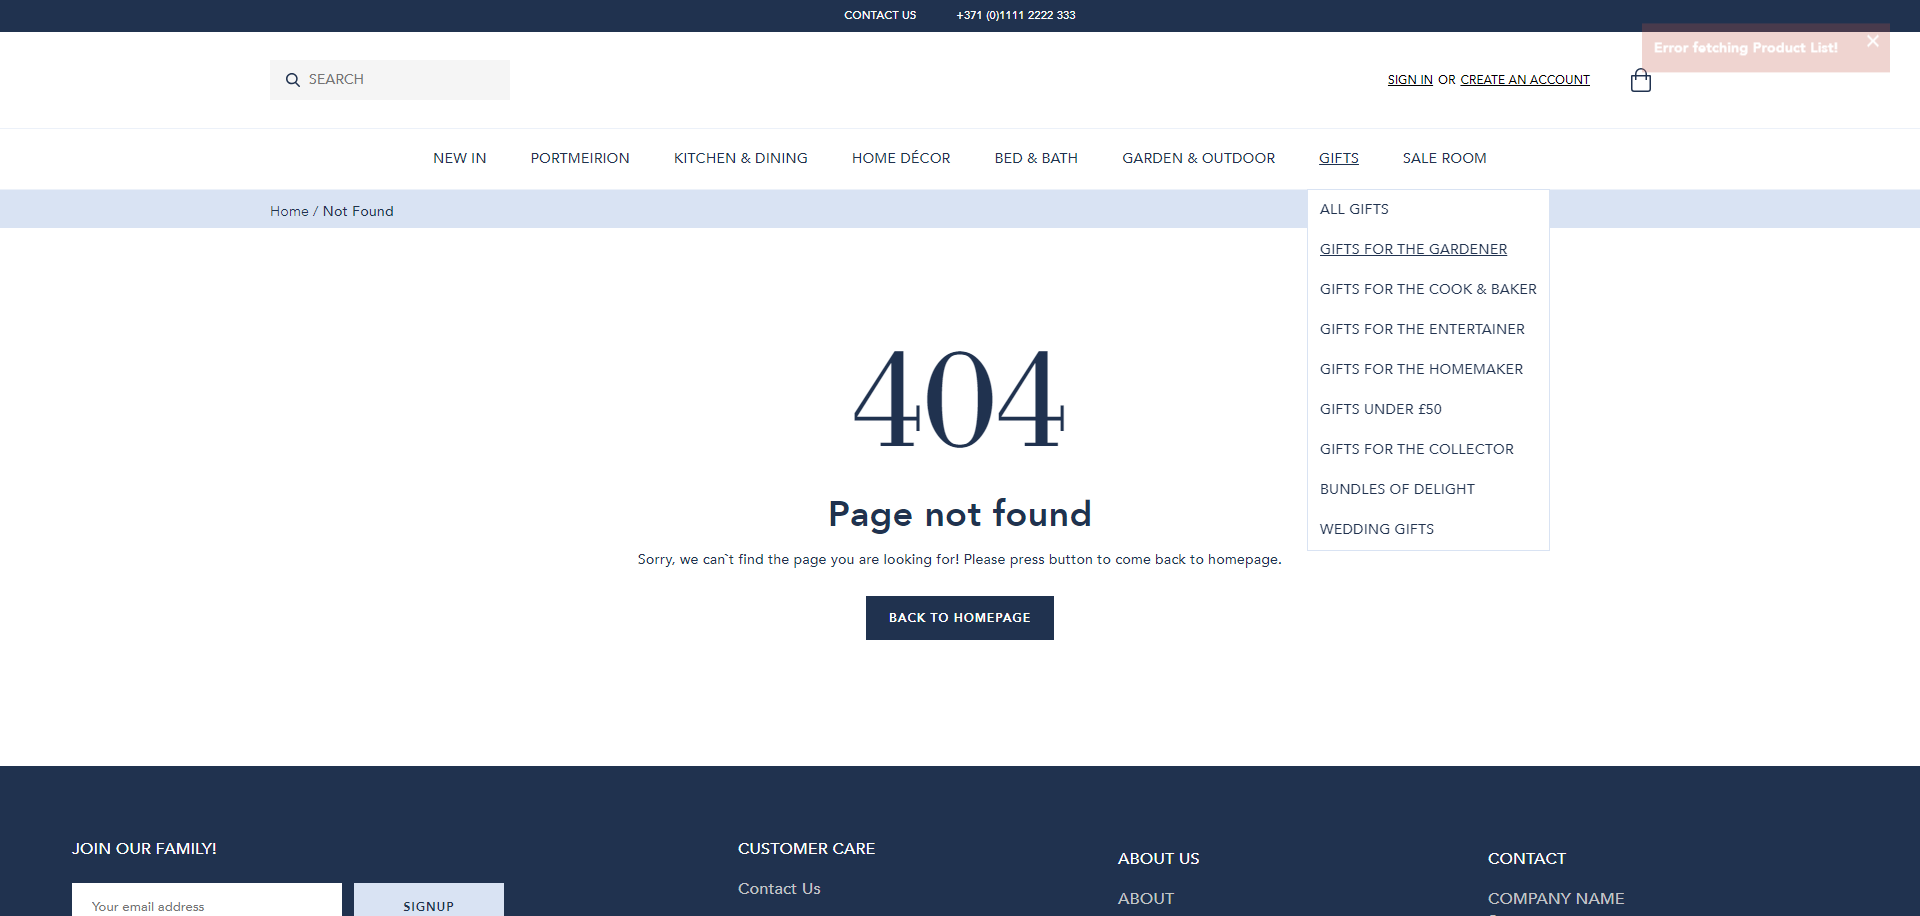 CONTACT US +371 (0)1111 2222 333
Error fetching Product List!
SEARCH
SIGN IN OR CREATE AN ACCOUNT
NEW IN PORTMEIRION KITCHEN & DINING HOME DÉCOR BED & BATH GARDEN & OUTDOOR GIFTS SALE ROOM
Home / Not Found
ALL GIFTS
GIFTS FOR THE GARDENER
GIFTS FOR THE COOK & BAKER
GIFTS FOR THE ENTERTAINER
GIFTS FOR THE HOMEMAKER
GIFTS UNDER £50
GIFTS FOR THE COLLECTOR
BUNDLES OF DELIGHT
WEDDING GIFTS
404
Page not found
Sorry, we can`t find the page you are looking for! Please press button to come back to homepage.
BACK TO HOMEPAGE
JOIN OUR FAMILY!
Your email address
SIGNUP
CUSTOMER CARE
Contact Us
ABOUT US
ABOUT
CONTACT
COMPANY NAME